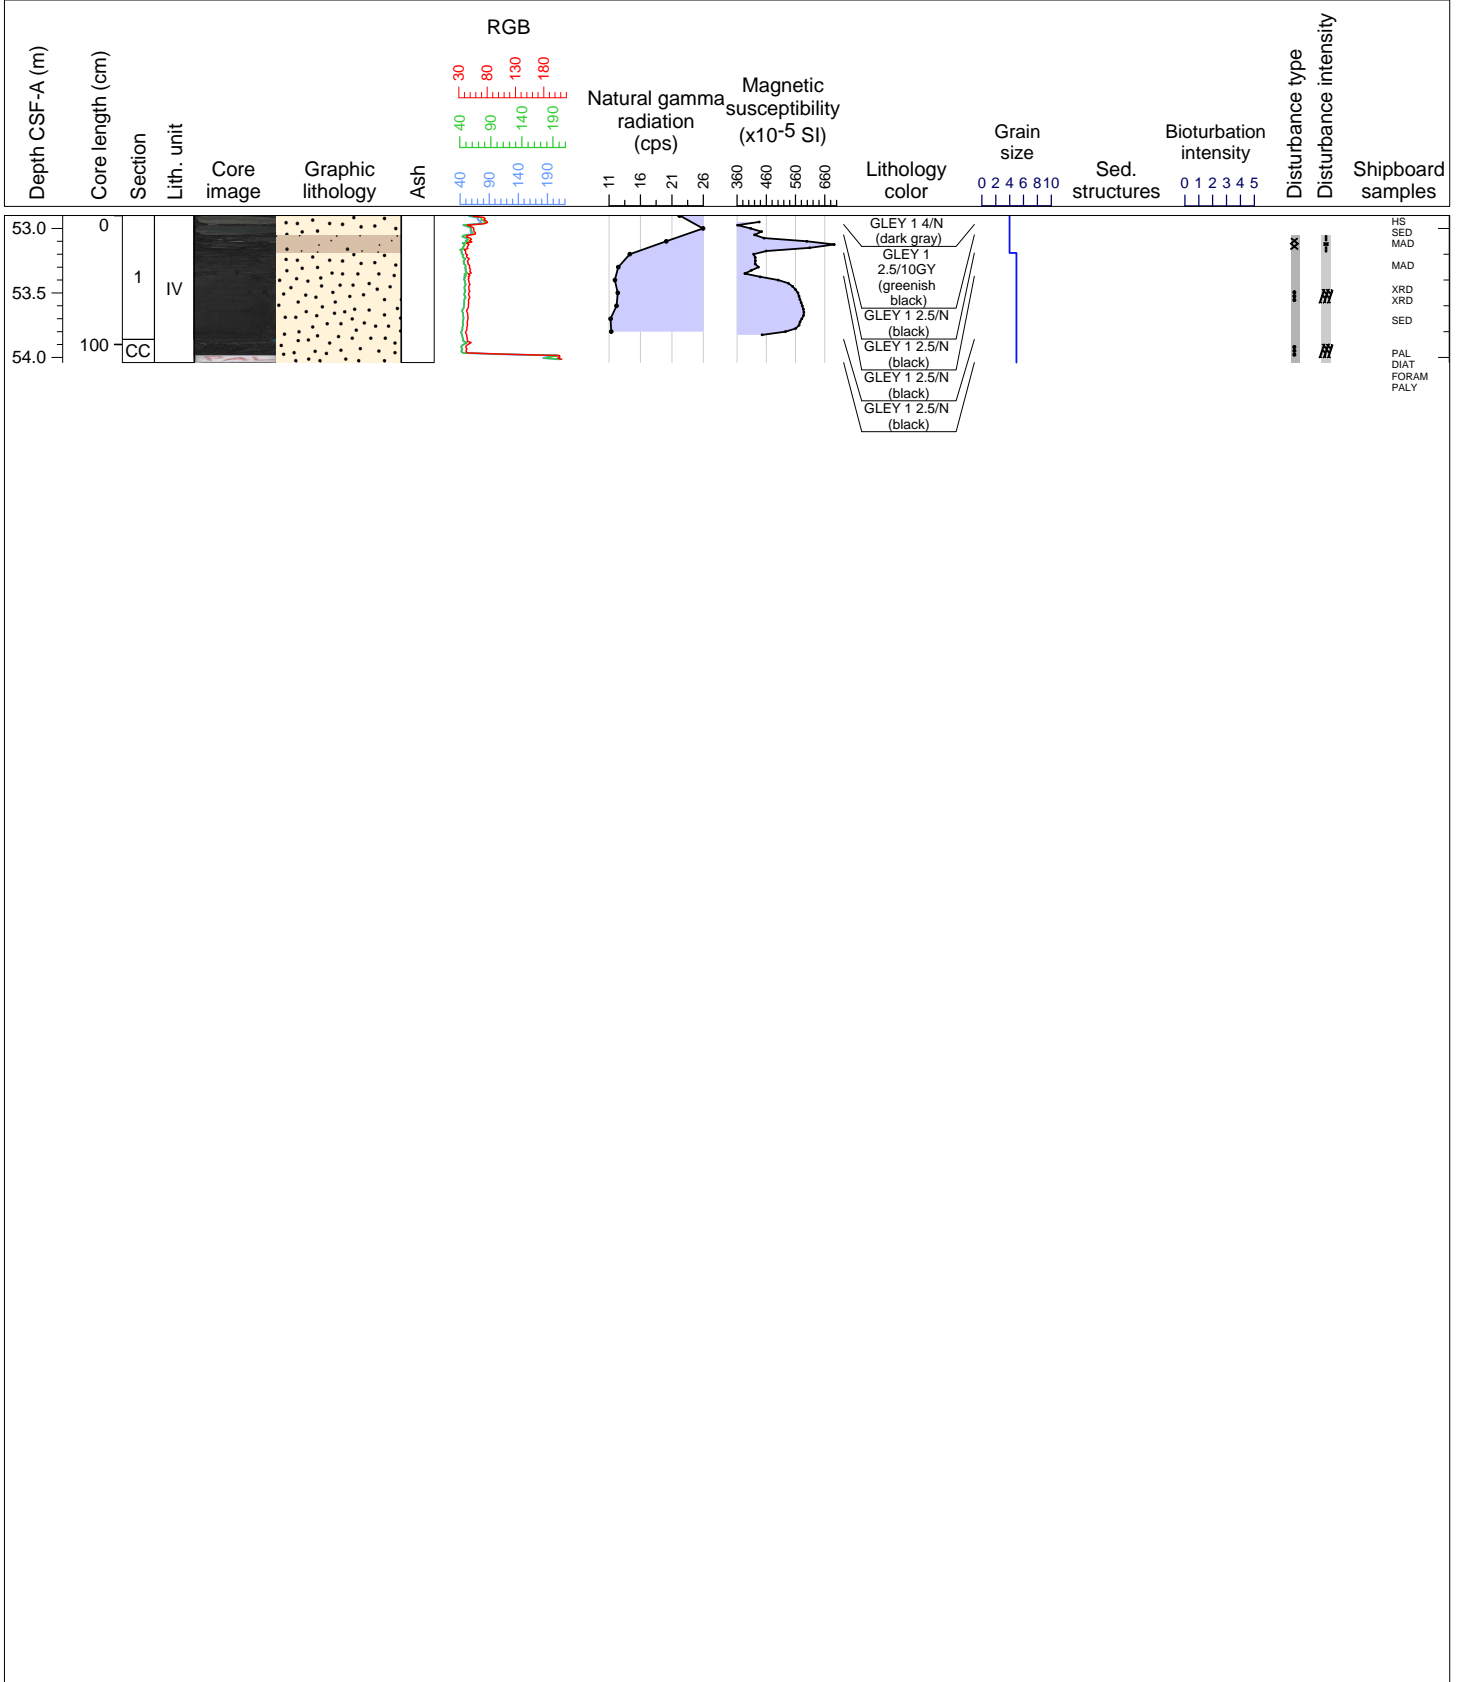 Depth CSF-A (m)
Core length (cm)
Section
Lith. unit
Core
image
Graphic
lithology
Ash
RGB
30 80 130 180
40 90 140 190
40 90 140 190
Natural gamma
radiation
(cps)
11 16 21 26
Magnetic
susceptibility
(x10-5 SI)
360 460 560 660
Lithology
color
Grain
size
0 2 4 6 8 10
Sed.
structures
Bioturbation
intensity
0 1 2 3 4 5
Disturbance type
Disturbance intensity
Shipboard
samples
53.0
53.5
54.0
0
100
1
CC
IV
PAL
GLEY 1 4/N
(dark gray)
GLEY 1
2.5/10GY
(greenish
black)
GLEY 1 2.5/N
(black)
GLEY 1 2.5/N
(black)
GLEY 1 2.5/N
(black)
GLEY 1 2.5/N
(black)
HS
SED
MAD
MAD
XRD
XRD
SED
PAL
DIAT
FORAM
PALY